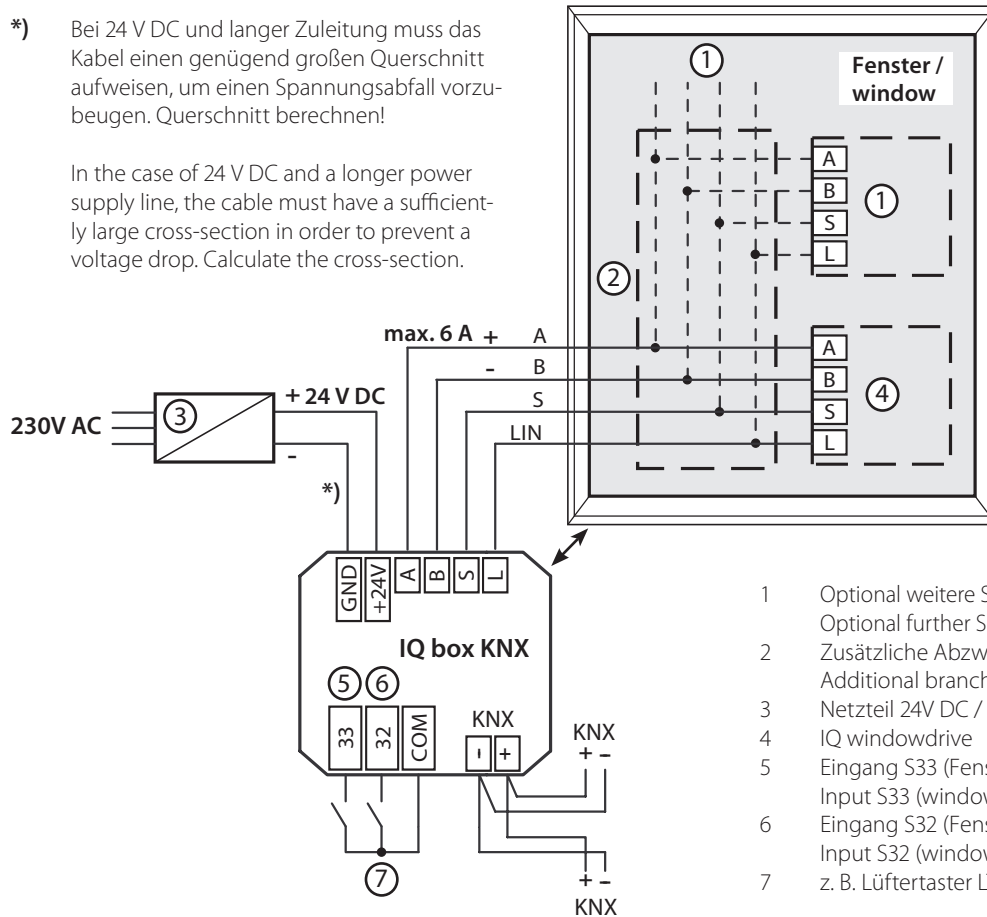 *) Bei 24 V DC und langer Zuleitung muss das
Kabel einen genügend großen Querschnitt
aufweisen, um einen Spannungsabfall vorzu-
beugen. Querschnitt berechnen!
In the case of 24 V DC and a longer power
supply line, the cable must have a sufficient-
ly large cross-section in order to prevent a
voltage drop. Calculate the cross-section.
1
Fenster /
window
A
B
S
L
1
2
max. 6 A + A
- B
S
LIN
A
B
S
L
4
230V AC
3
+ 24 V DC
-
*)
GND
+24V
A
B
S
L
IQ box KNX
5 6
33
32
COM
KNX
- +
KNX
+ -
7
+ -
KNX
1 Optional weitere S
Optional further S
2 Zusätzliche Abzw
Additional branch
3 Netzteil 24V DC /
4 IQ windowdrive
5 Eingang S33 (Fens
Input S33 (window
6 Eingang S32 (Fens
Input S32 (window
7 z. B. Lüftertaster